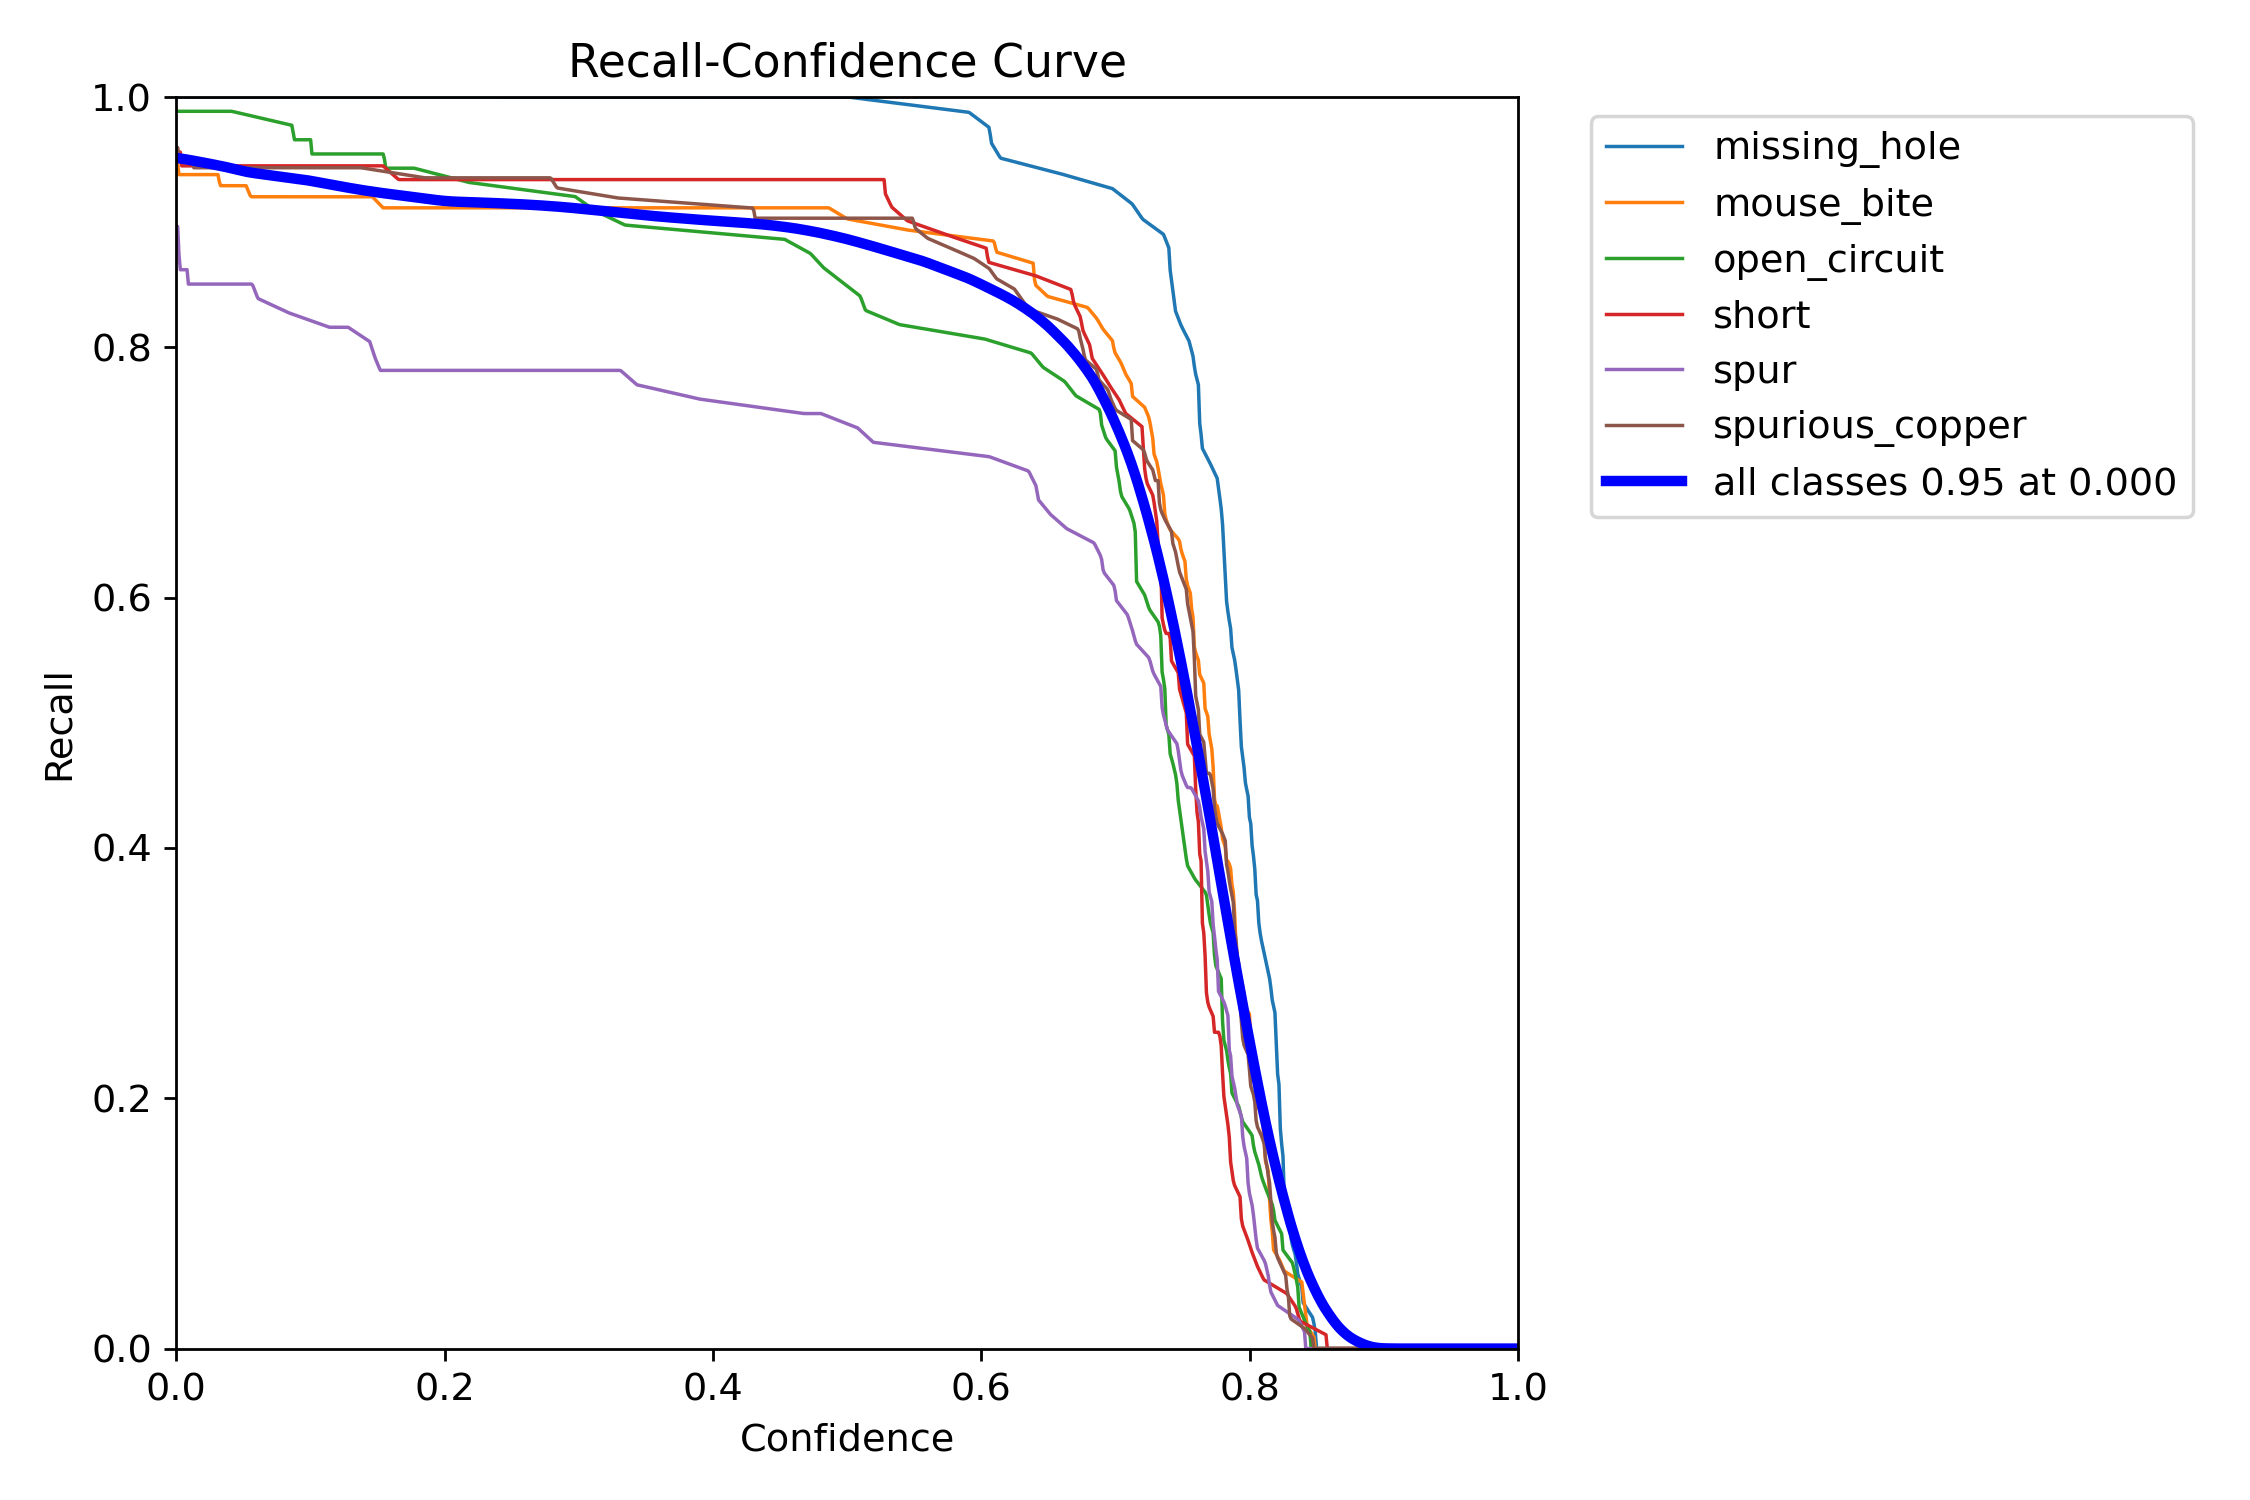 Recall-Confidence Curve
1.0
0.8
0.6
0.4
0.2
0.0
Recall
0.0 0.2 0.4 0.6 0.8 1.0
Confidence
missing_hole
mouse_bite
open_circuit
short
spur
spurious_copper
all classes 0.95 at 0.000